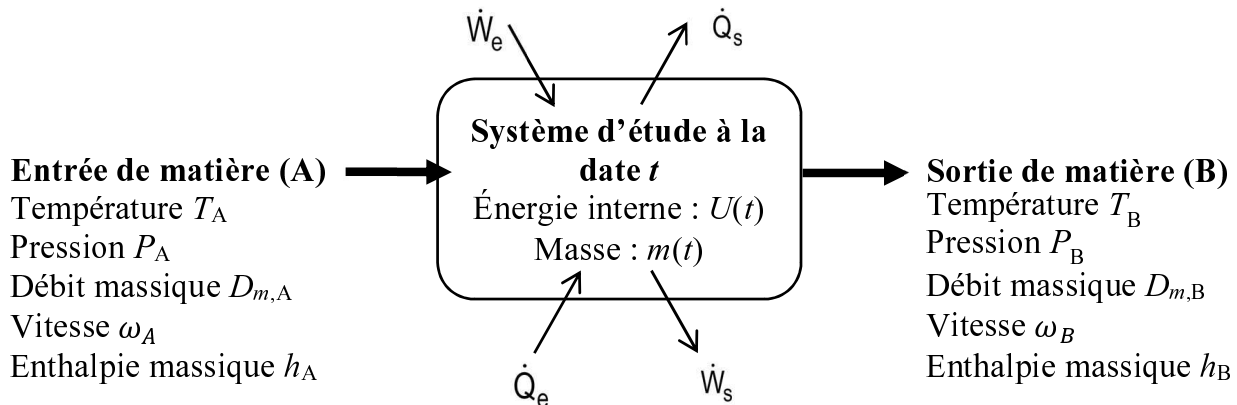 Ẇe
Q̇s
Système d’étude à la
date t
Énergie interne : U(t)
Masse : m(t)
Entrée de matière (A)
Température TA
Pression PA
Débit massique Dm,A
Vitesse ωA
Enthalpie massique hA
Sortie de matière (B)
Température TB
Pression PB
Débit massique Dm,B
Vitesse ωB
Enthalpie massique hB
Q̇e
Ẇs